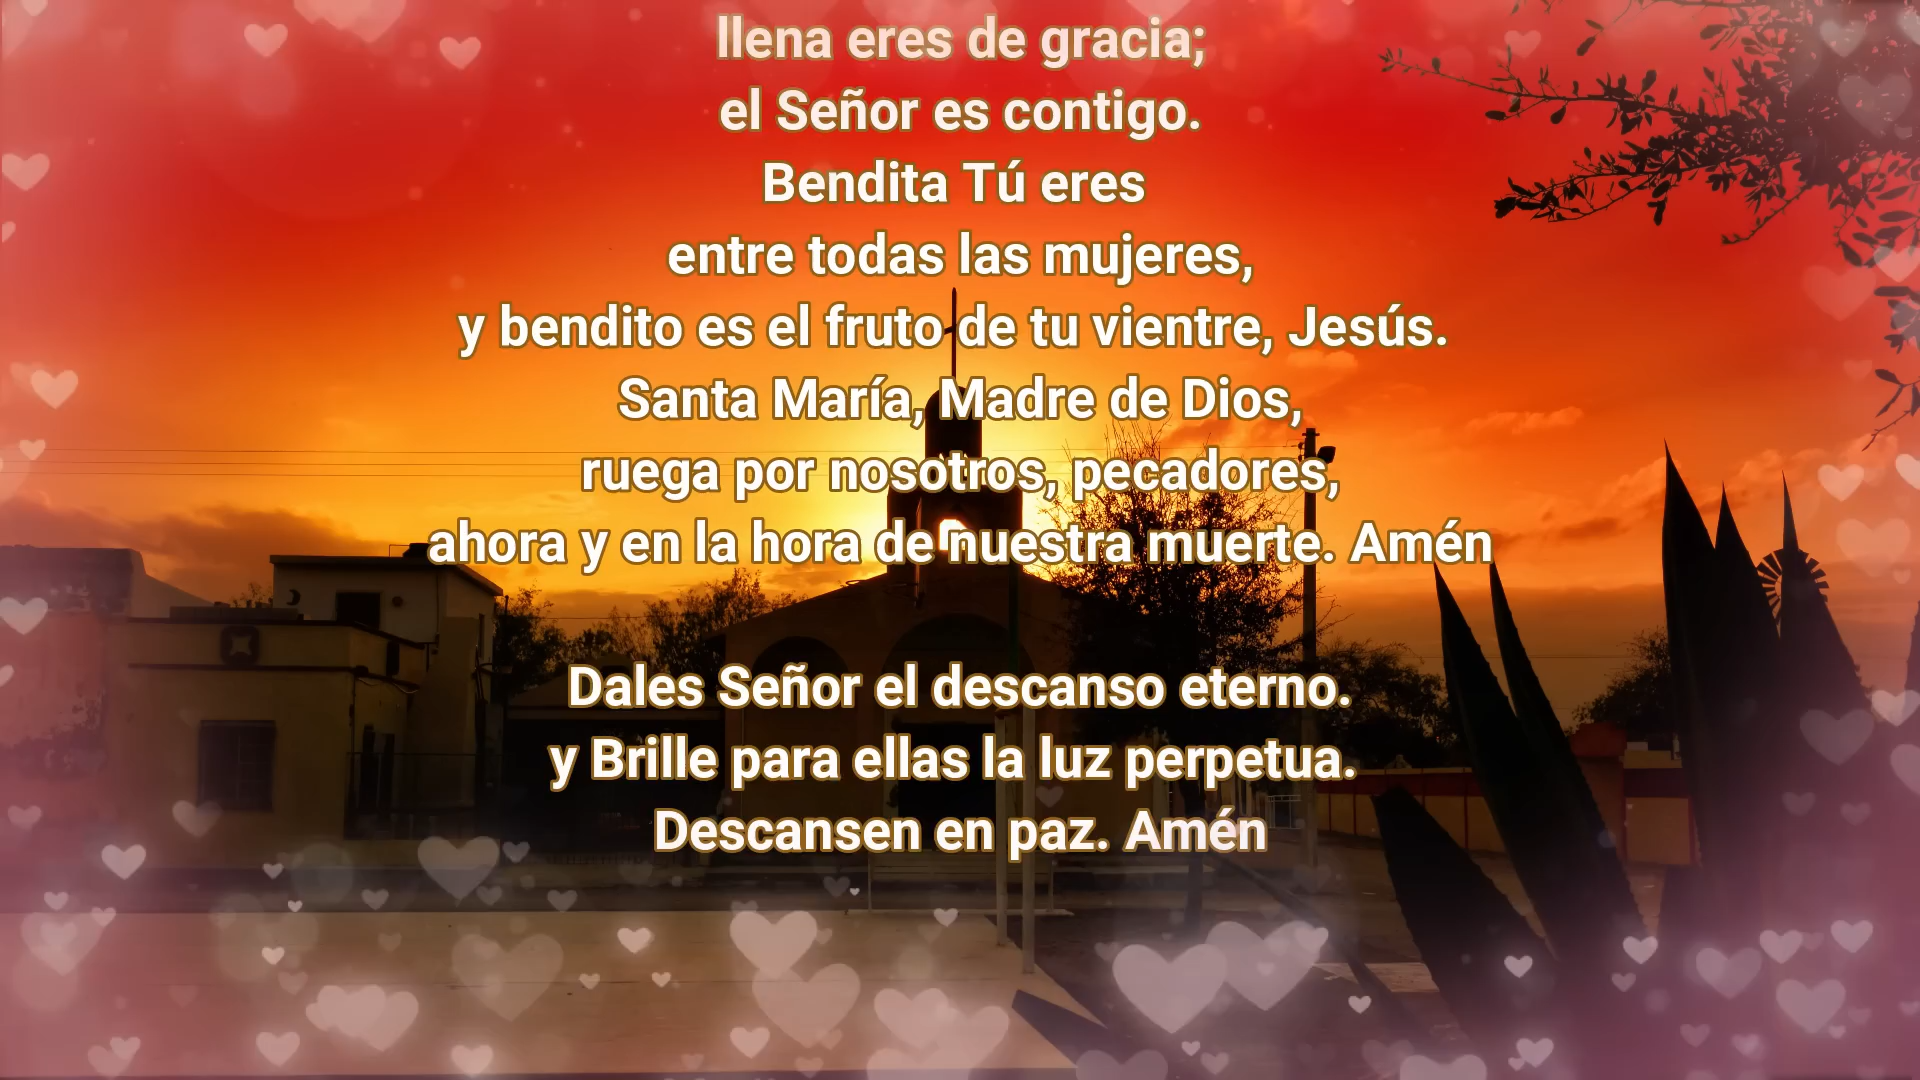 llena eres de gracia;
el Señor es contigo.
Bendita Tú eres
entre todas las mujeres,
y bendito es el fruto de tu vientre, Jesús.
Santa María, Madre de Dios,
ruega por nosotros, pecadores,
ahora y en la hora de nuestra muerte. Amén
Dales Señor el descanso eterno.
y Brille para ellas la luz perpetua.
Descansen en paz. Amén